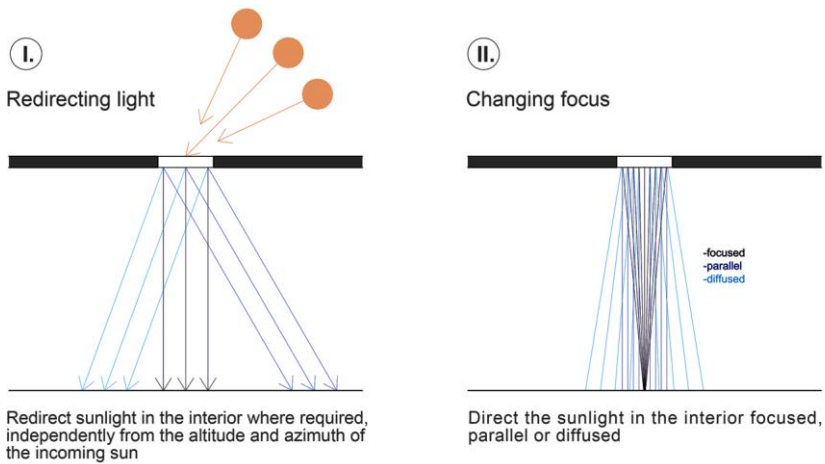 I.
Redirecting light
Redirect sunlight in the interior where required,
independently from the altitude and azimuth of
the incoming sun
II.
Changing focus
-focused
-parallel
-diffused
Direct the sunlight in the interior focused,
parallel or diffused